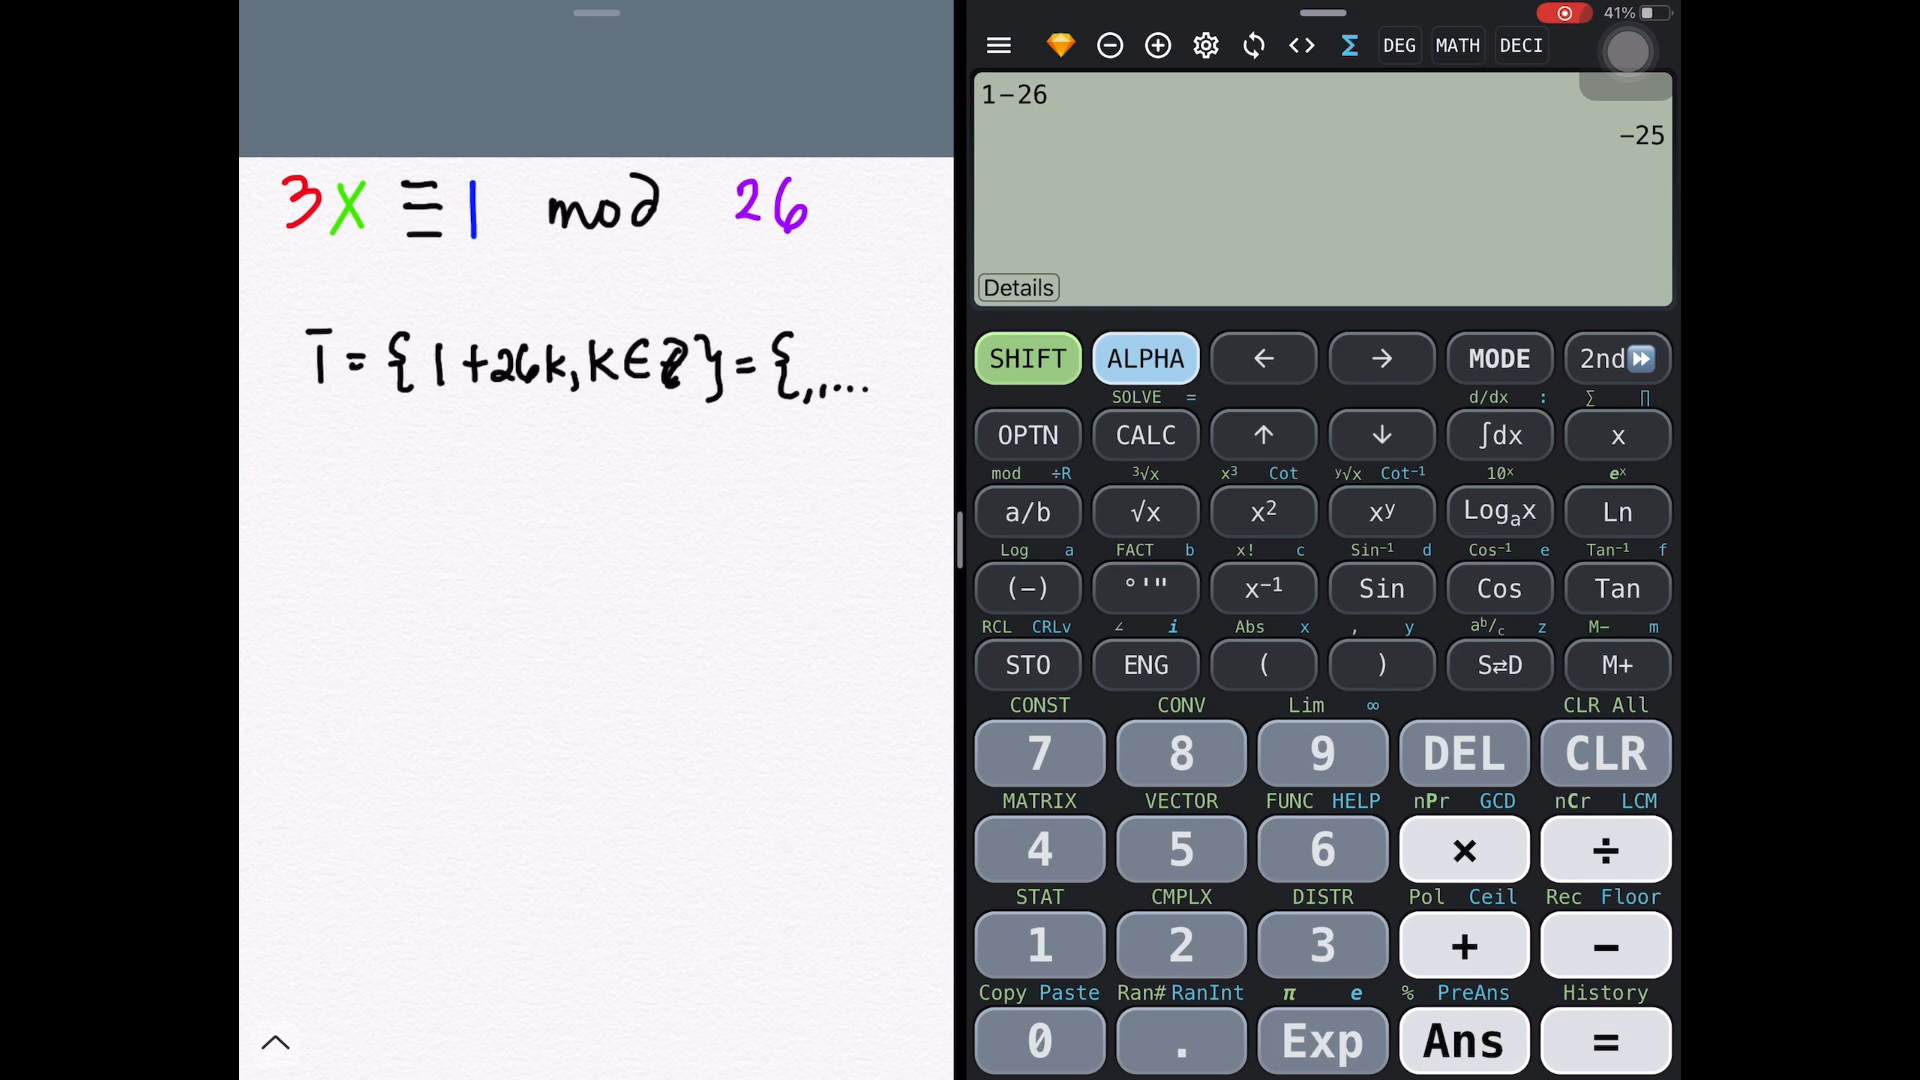 3x ≡ 1 mod 26
1̄ = { 1 + 26k, k ∈ ℤ } = { , , ....
41%
DEG MATH DECI
1−26
−25
Details
SHIFT ALPHA ← → MODE 2nd
SOLVE = d/dx : ∑ ∏
OPTN CALC ↑ ↓ ∫dx x
mod ÷R ³√x x³ Cot ʸ√x Cot⁻¹ 10ˣ eˣ
a/b √x x² xʸ Logₐx Ln
Log a FACT b x! c Sin⁻¹ d Cos⁻¹ e Tan⁻¹ f
(−) °'" x⁻¹ Sin Cos Tan
RCL CRLv ∠ i Abs x , y aᵇ/c z M− m
STO ENG ( ) S⇄D M+
CONST CONV Lim ∞ CLR All
7 8 9 DEL CLR
MATRIX VECTOR FUNC HELP nPr GCD nCr LCM
4 5 6 × ÷
STAT CMPLX DISTR Pol Ceil Rec Floor
1 2 3 + −
Copy Paste Ran# RanInt π e % PreAns History
0 . Exp Ans =